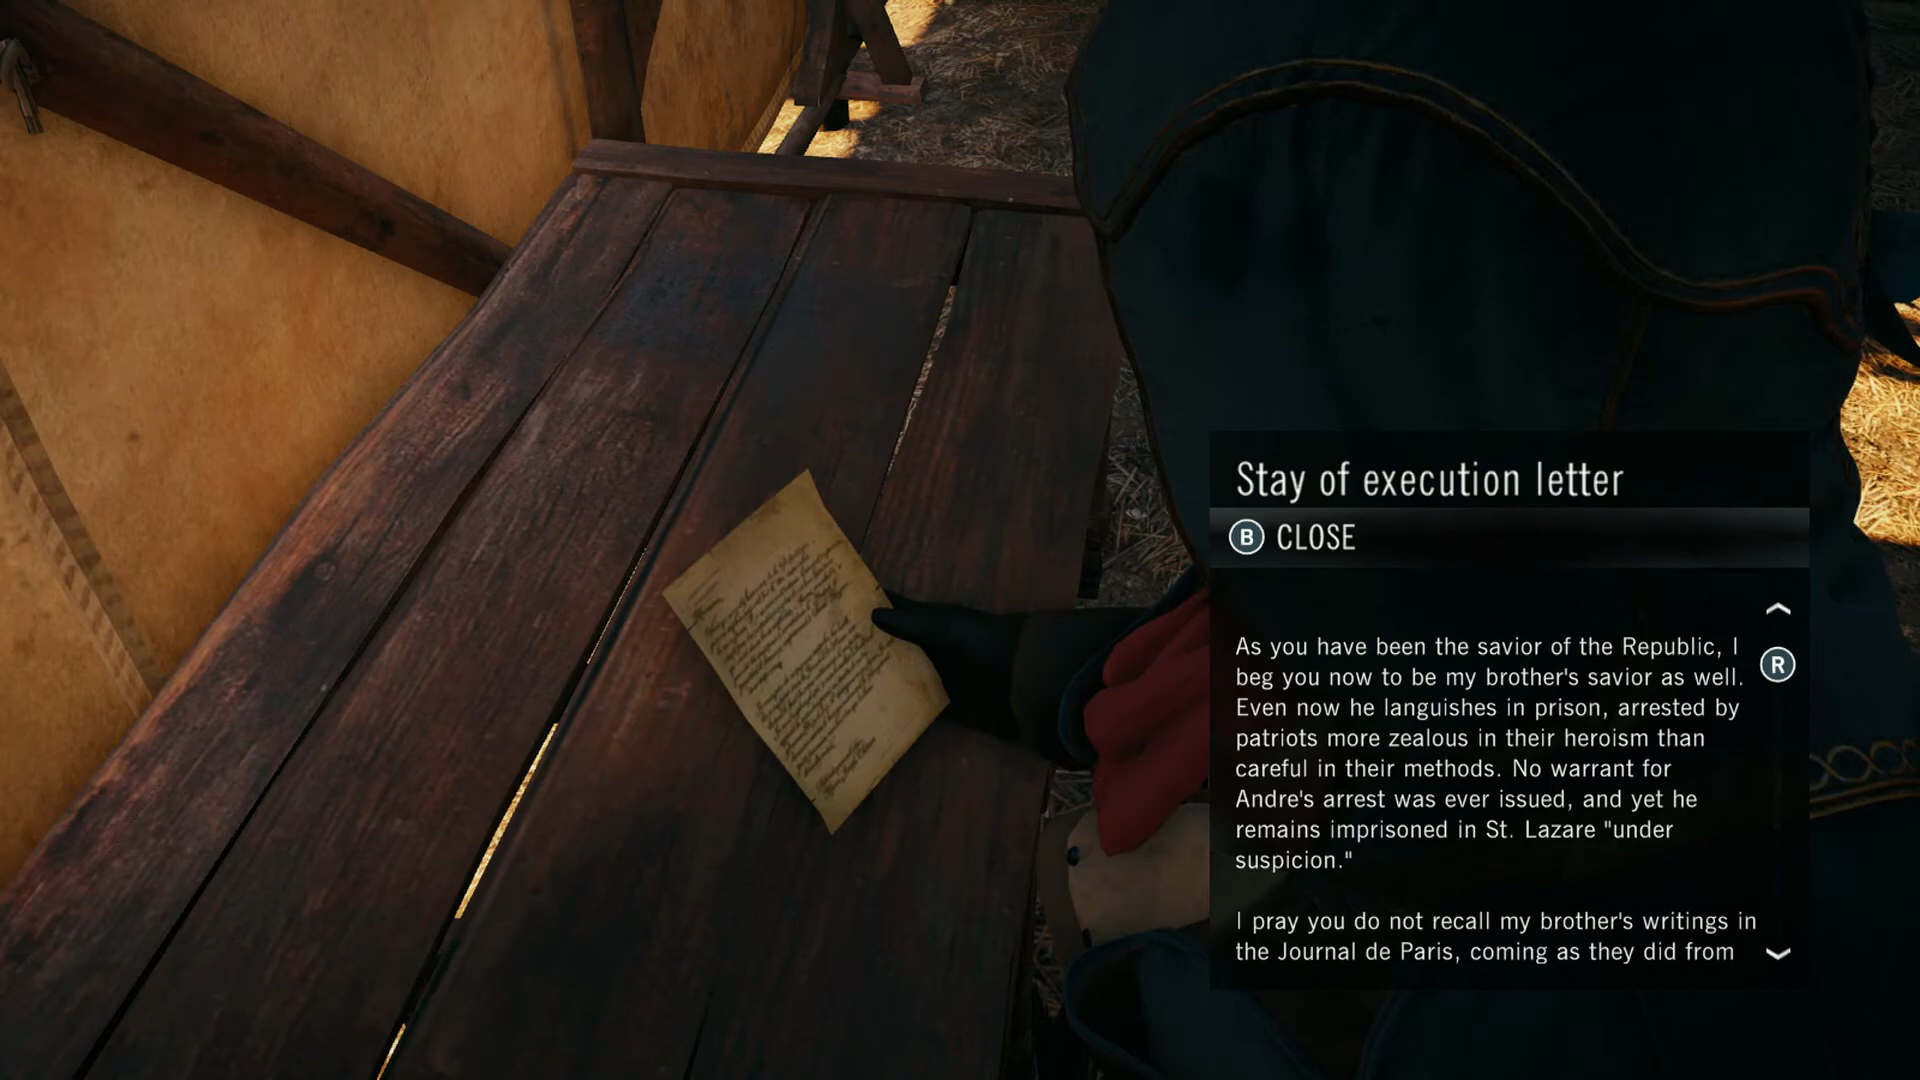 Stay of execution letter
B CLOSE
As you have been the savior of the Republic, I
beg you now to be my brother's savior as well.
R
Even now he languishes in prison, arrested by
patriots more zealous in their heroism than
careful in their methods. No warrant for
Andre's arrest was ever issued, and yet he
remains imprisoned in St. Lazare "under
suspicion."
I pray you do not recall my brother's writings in
the Journal de Paris, coming as they did from